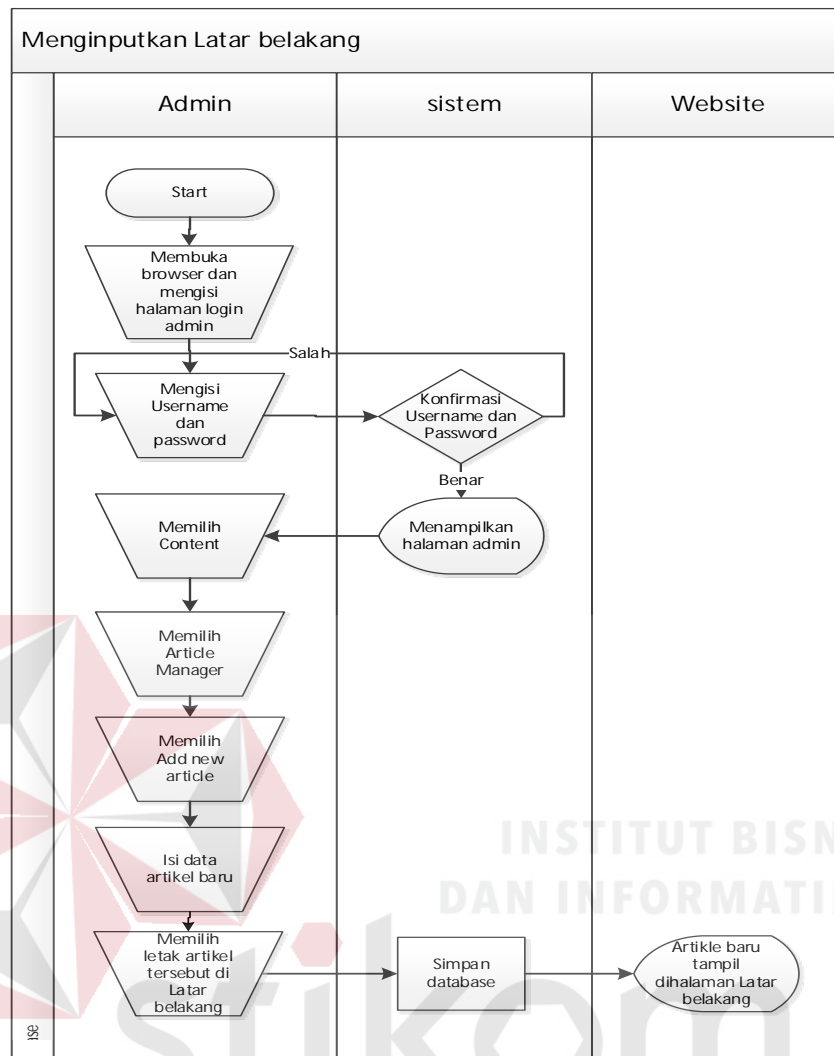 Menginputkan Latar belakang
Admin
sistem
Website
Start
Membuka
browser dan
mengisi
halaman login
admin
Salah
Mengisi
Username
dan
password
Konfirmasi
Username dan
Password
Benar
Memilih
Content
Menampilkan
halaman admin
Memilih
Article
Manager
Memilih
Add new
article
Isi data
artikel baru
Memilih
letak artikel
tersebut di
Latar
belakang
Simpan
database
Artikle baru
tampil
dihalaman Latar
belakang
INSTITUT BISN
DAN INFORMATI
stikom